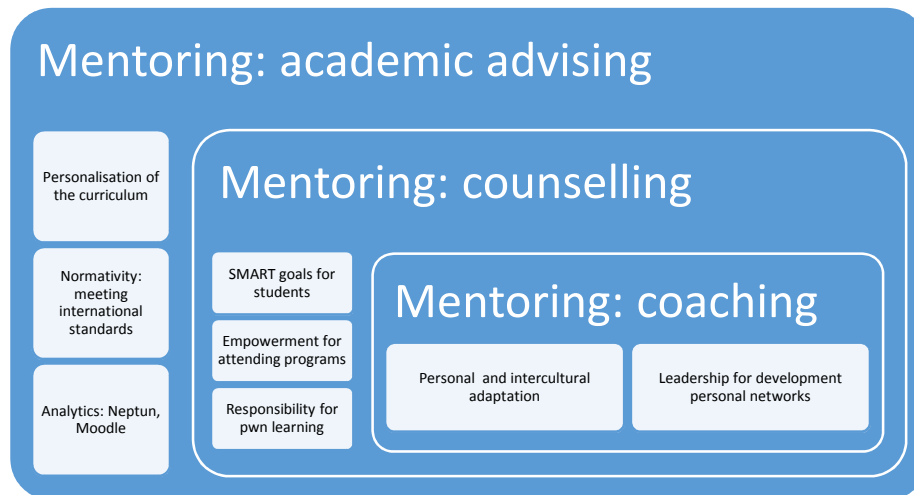 Mentoring: academic advising
Personalisation of
the curriculum
Normativity:
meeting
international
standards
Analytics: Neptun,
Moodle
Mentoring: counselling
SMART goals for
students
Empowerment for
attending programs
Responsibility for
pwn learning
Mentoring: coaching
Personal and intercultural
adaptation
Leadership for development
personal networks